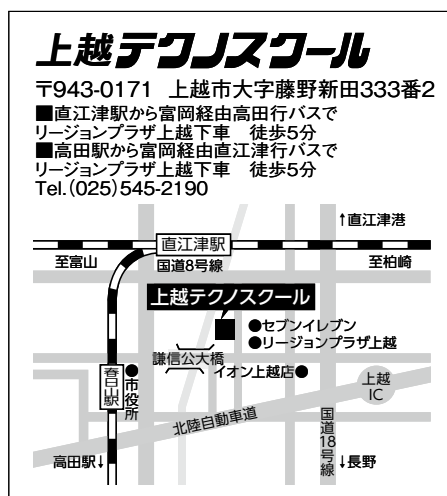 上越テクノスクール
〒943-0171 上越市大字藤野新田333番2
■直江津駅から富岡経由高田行バスで
リージョンプラザ上越下車 徒歩5分
■高田駅から富岡経由直江津行バスで
リージョンプラザ上越下車 徒歩5分
Tel.(025)545-2190
↑直江津港
直江津駅
至富山
国道8号線
至柏崎
上越テクノスクール
●セブンイレブン
●リージョンプラザ上越
謙信公大橋
イオン上越店●
春日山駅
●市役所
上越IC
北陸自動車道
国道18号線
高田駅↓
↓長野